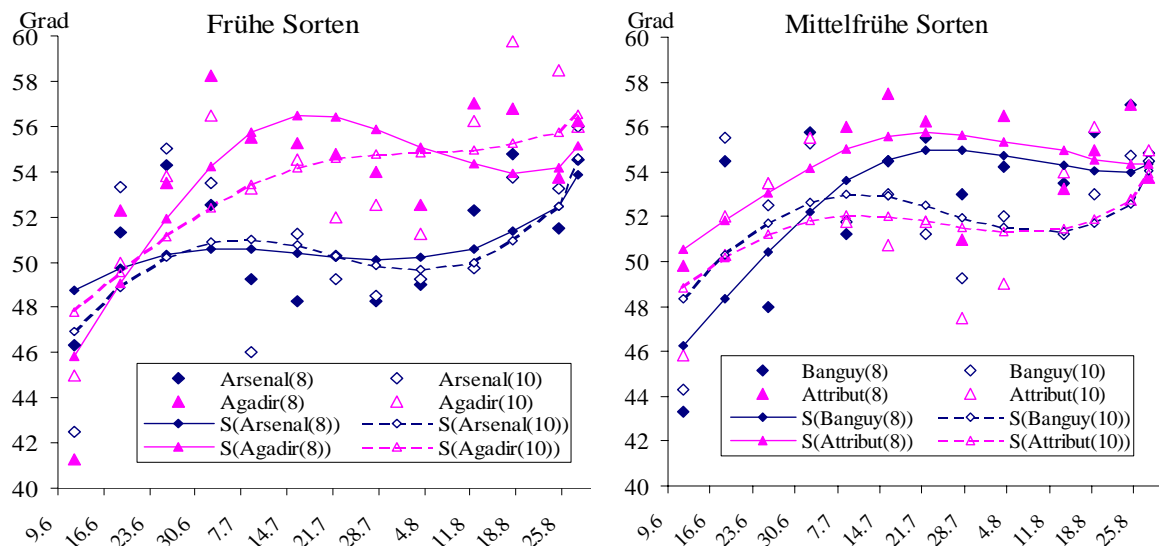 Grad Frühe Sorten
60
58
56
54
52
50
48
46
44
42
40
Arsenal(8) Arsenal(10)
Agadir(8) Agadir(10)
S(Arsenal(8)) S(Arsenal(10))
S(Agadir(8)) S(Agadir(10))
9.6 16.6 23.6 30.6 7.7 14.7 21.7 28.7 4.8 11.8 18.8 25.8
Grad Mittelfrühe Sorten
60
58
56
54
52
50
48
46
44
42
40
Banguy(8) Banguy(10)
Attribut(8) Attribut(10)
S(Banguy(8)) S(Banguy(10))
S(Attribut(8)) S(Attribut(10))
9.6 16.6 23.6 30.6 7.7 14.7 21.7 28.7 4.8 11.8 18.8 25.8